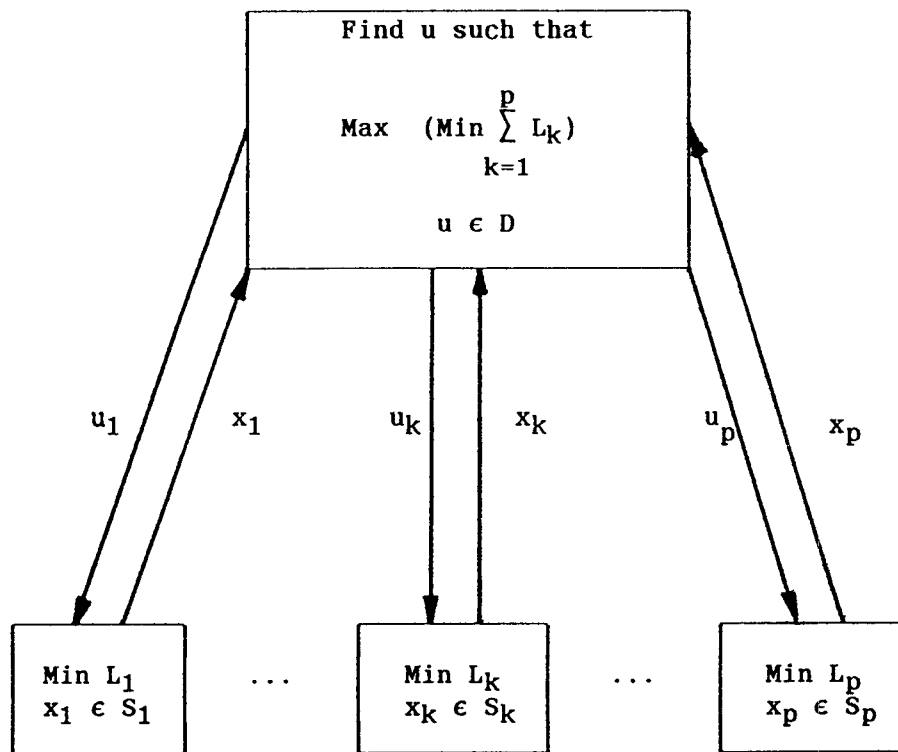 Find u such that
p
Max (Min ∑ L_k)
k=1
u ϵ D
u_1 x_1 u_k x_k u_p x_p
Min L_1 ... Min L_k ... Min L_p
x_1 ϵ S_1 x_k ϵ S_k x_p ϵ S_p